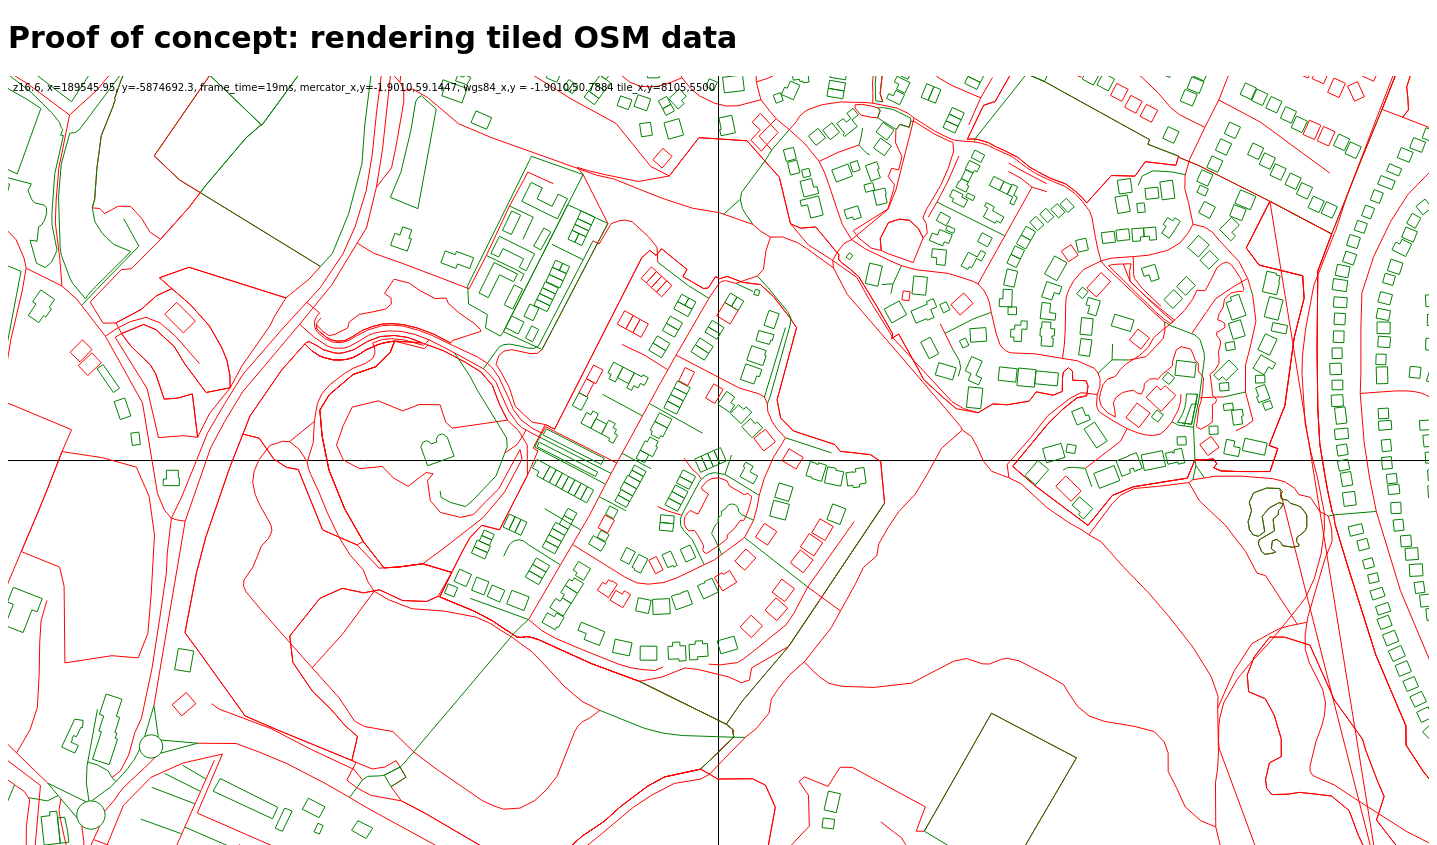 Proof of concept: rendering tiled OSM data
z16.6, x=189545.95, y=-5874692.3, frame_time=19ms, mercator_x,y=-1.9010,59.1447, wgs84_x,y = -1.9010,50.7884 tile_x,y=8105,5500